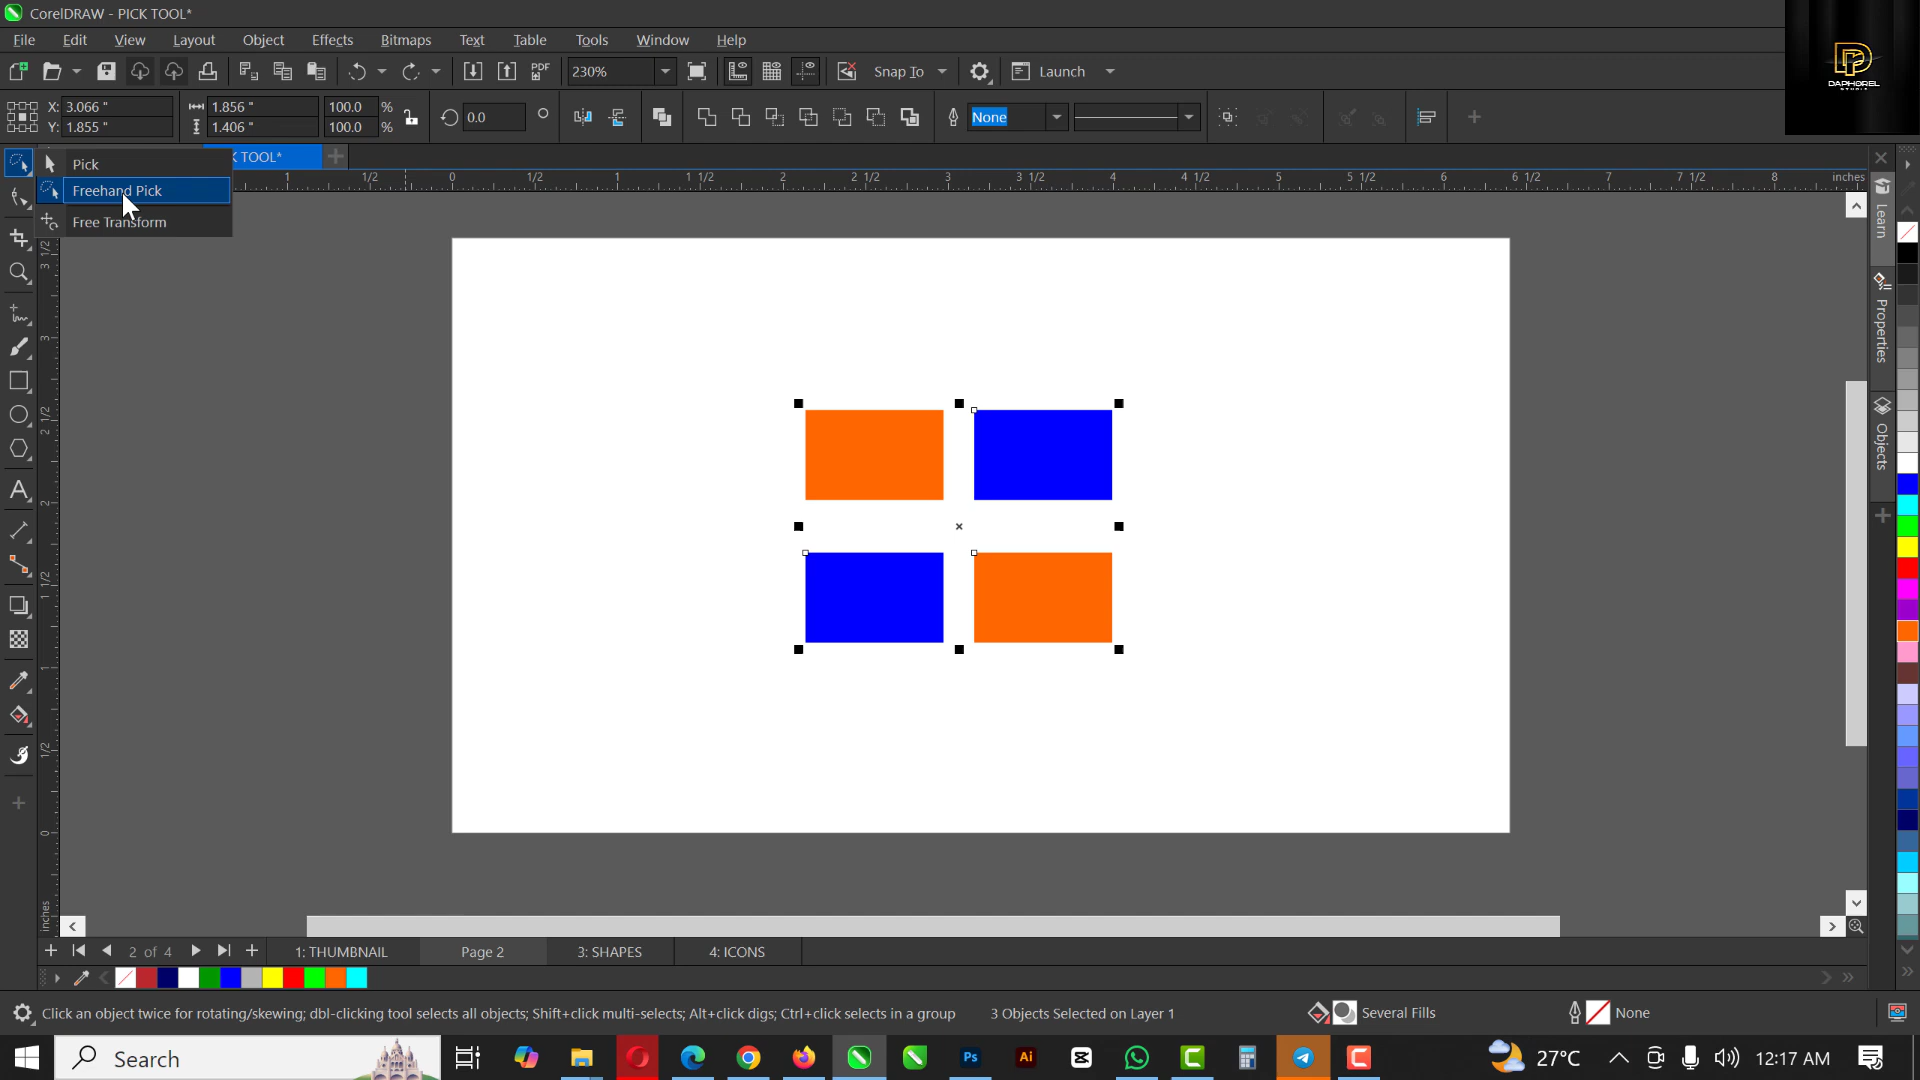 CorelDRAW - PICK TOOL*
File Edit View Layout Object Effects Bitmaps Text Table Tools Window Help
PDF 230% Snap To Launch
X: 3.066 " 1.856 " 100.0 % 0.0 None
Y: 1.855 " 1.406 " 100.0 %
DAPHOREL
K TOOL*
Pick
Freehand Pick
Free Transform
1 1/2 0 1/2 1 1 1/2 2 2 1/2 3 3 1/2 4 4 1/2 5 5 1/2 6 6 1/2 7 7 1/2 8 inches
Learn
Properties
Objects
2 of 4 1: THUMBNAIL Page 2 3: SHAPES 4: ICONS
Click an object twice for rotating/skewing; dbl-clicking tool selects all objects; Shift+click multi-selects; Alt+click digs; Ctrl+click selects in a group 3 Objects Selected on Layer 1 Several Fills None
Search Ps Ai 27°C 12:17 AM